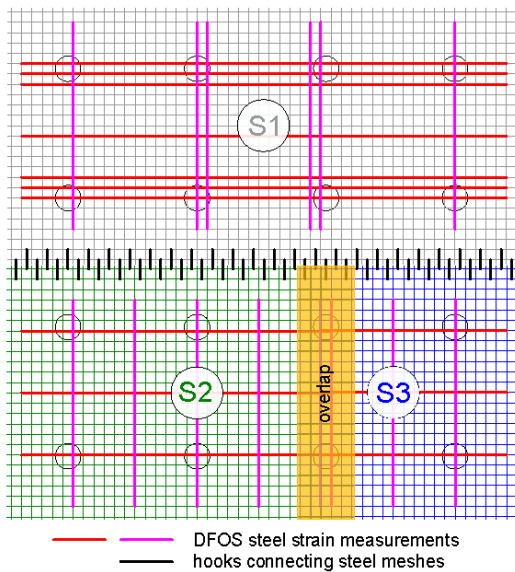 S1
S2
overlap
S3
DFOS steel strain measurements
hooks connecting steel meshes